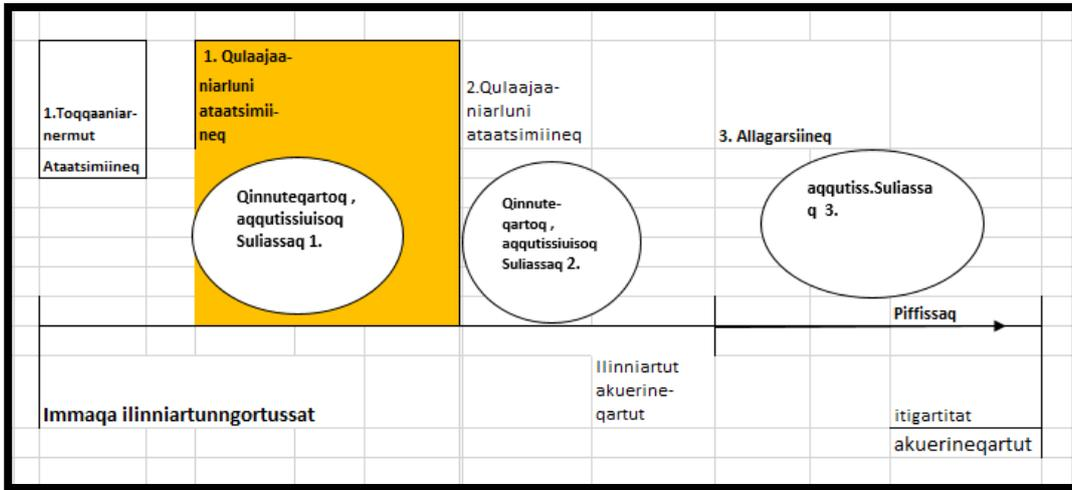 1.Toqqaaniar-
nermut
Ataatsimiineq
1. Qulaajaa-
niarluni
ataatsimii-
neq
Qinnuteqartoq ,
aqqutissiuisoq
Suliassaq 1.
2.Qulaajaa-
niarluni
ataatsimiineq
Qinnute-
qartoq ,
aqqutissiuisoq
Suliassaq 2.
3. Allagarsiineq
aqqutiss.Suliassa
q 3.
Piffissaq
Immaqa ilinniartunngortussat
Ilinniartut
akuerine-
qartut
itigartitat
akuerineqartut